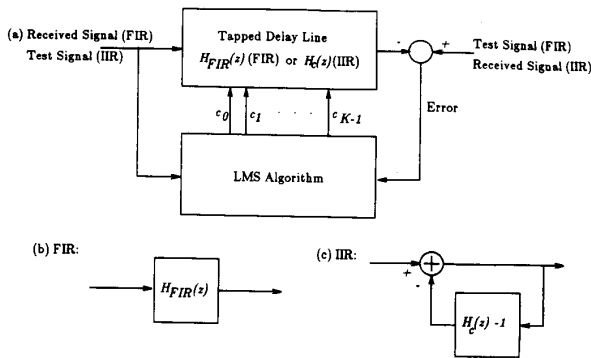 (a) Received Signal (FIR)
Test Signal (IIR)
Tapped Delay Line
H_FIR(z) (FIR) or H_c(z) (IIR)
-
+
Test Signal (FIR)
Received Signal (IIR)
c_0 c_1 . . . . c_K-1
Error
LMS Algorithm
(b) FIR:
H_FIR(z)
(c) IIR:
+
+
-
H_c(z) -1